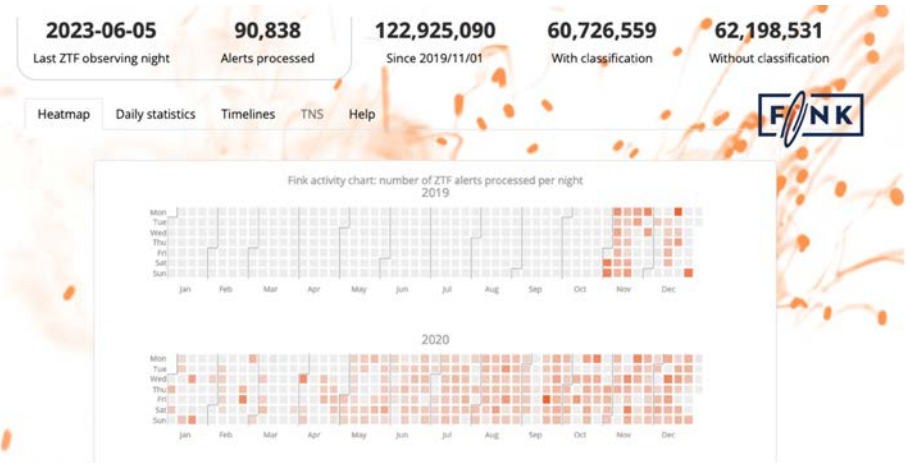 2023-06-05 90,838 122,925,090 60,726,559 62,198,531
Last ZTF observing night Alerts processed Since 2019/11/01 With classification Without classification
Heatmap Daily statistics Timelines TNS Help
FINK
Fink activity chart: number of ZTF alerts processed per night
2019
Mon
Tue
Wed
Thu
Fri
Sat
Sun
Jan Feb Mar Apr May Jun Jul Aug Sep Oct Nov Dec
2020
Mon
Tue
Wed
Thu
Fri
Sat
Sun
Jan Feb Mar Apr May Jun Jul Aug Sep Oct Nov Dec